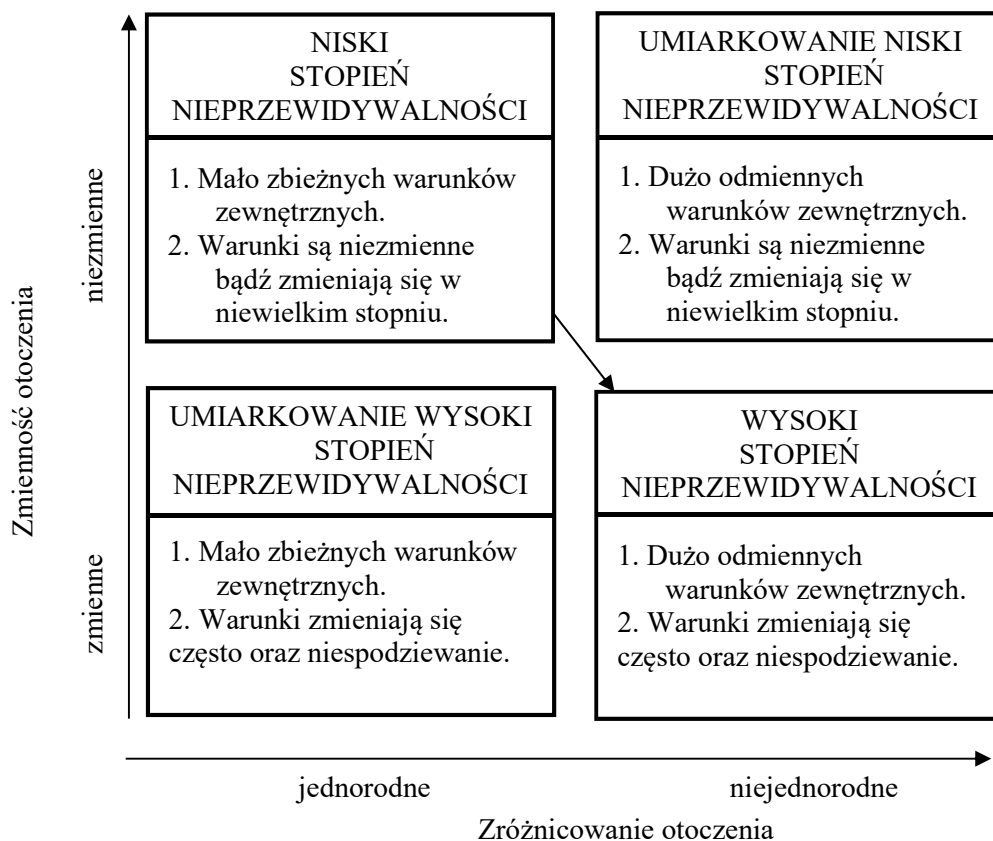 NISKI
STOPIEŃ
NIEPRZEWIDYWALNOŚCI
1. Mało zbieżnych warunków
zewnętrznych.
2. Warunki są niezmienne
bądź zmieniają się w
niewielkim stopniu.
UMIARKOWANIE NISKI
STOPIEŃ
NIEPRZEWIDYWALNOŚCI
1. Dużo odmiennych
warunków zewnętrznych.
2. Warunki są niezmienne
bądź zmieniają się w
niewielkim stopniu.
niezmienne
Zmienność otoczenia
zmienne
UMIARKOWANIE WYSOKI
STOPIEŃ
NIEPRZEWIDYWALNOŚCI
1. Mało zbieżnych warunków
zewnętrznych.
2. Warunki zmieniają się
często oraz niespodziewanie.
WYSOKI
STOPIEŃ
NIEPRZEWIDYWALNOŚCI
1. Dużo odmiennych
warunków zewnętrznych.
2. Warunki zmieniają się
często oraz niespodziewanie.
jednorodne
niejednorodne
Zróżnicowanie otoczenia